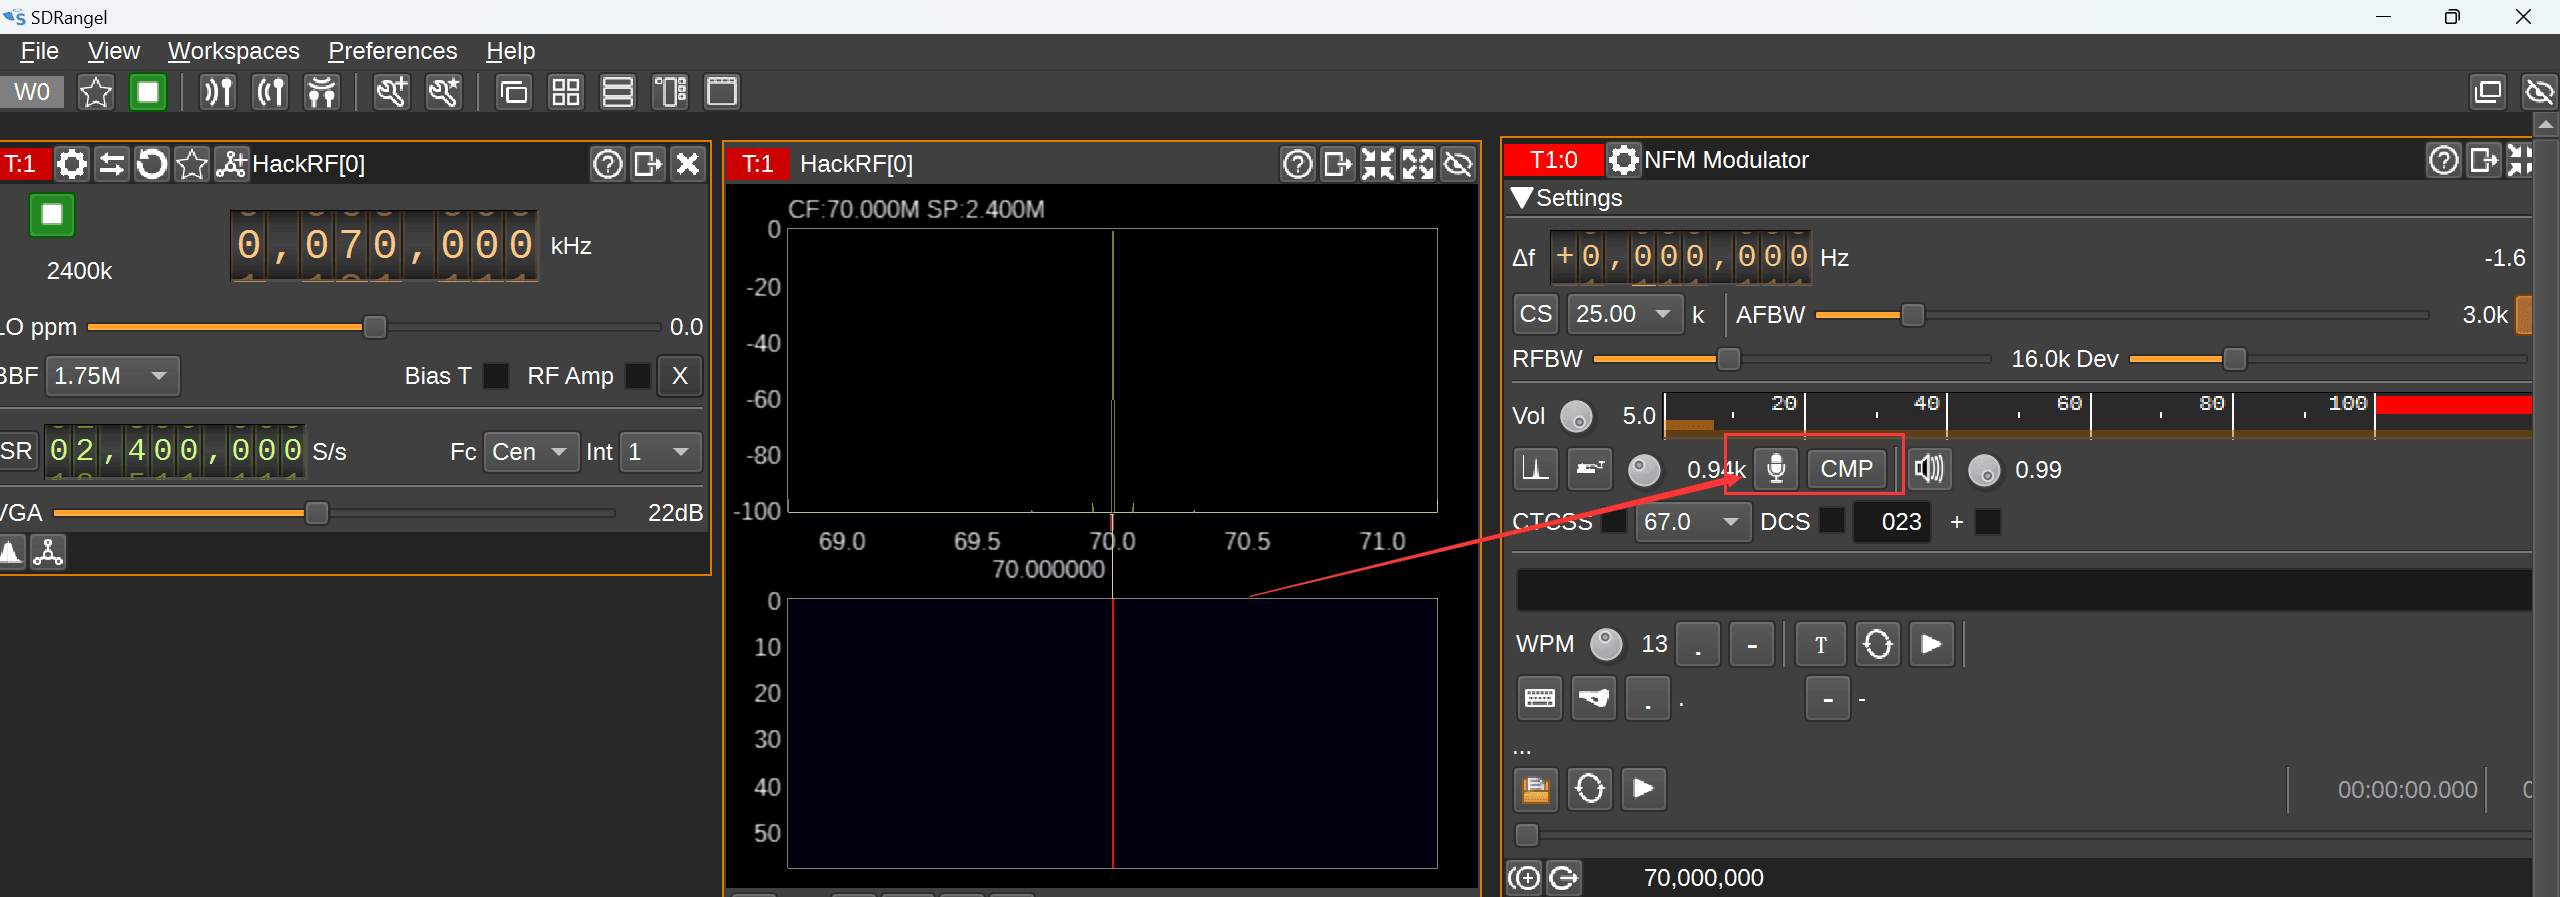 SDRangel
File View Workspaces Preferences Help
W0
T:1 HackRF[0]
2400k
0,070,000 kHz
LO ppm 0.0
BBF 1.75M Bias T RF Amp X
SR 02,400,000 S/s Fc Cen Int 1
VGA 22dB
T:1 HackRF[0]
CF:70.000M SP:2.400M
0
-20
-40
-60
-80
-100
69.0 69.5 70.0 70.5 71.0
70.000000
0
10
20
30
40
50
T1:0 NFM Modulator
Settings
Δf +0,000,000 Hz -1.6
CS 25.00 k AFBW 3.0k
RFBW 16.0k Dev
Vol 5.0 20 40 60 80 100
0.94k CMP 0.99
CTCSS 67.0 DCS 023 +
WPM 13 . - T
. . - -
...
00:00:00.000
70,000,000